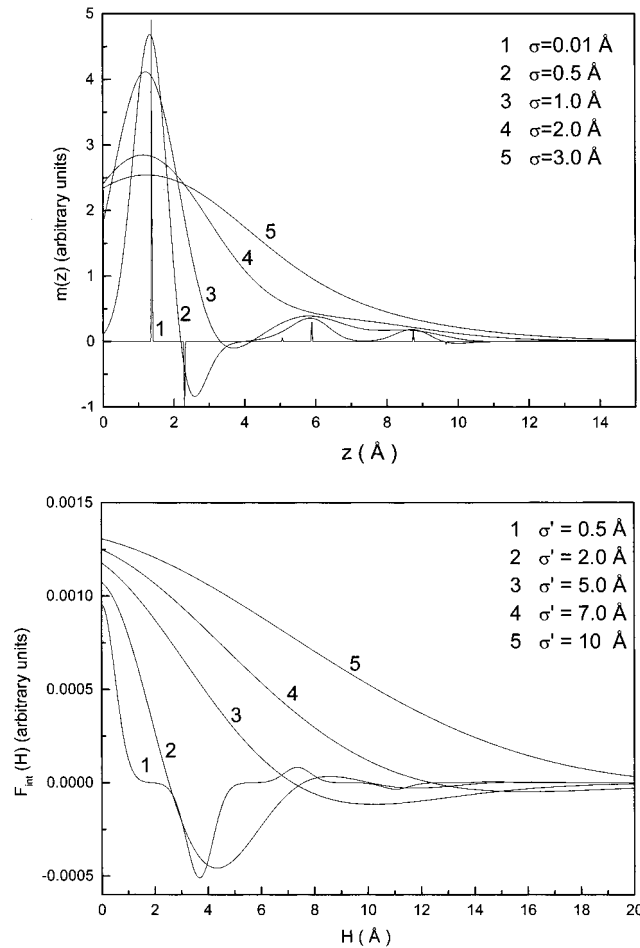 5
4
3
2
1
0
-1
m(z) (arbitrary units)
1 σ=0.01 Å
2 σ=0.5 Å
3 σ=1.0 Å
4 σ=2.0 Å
5 σ=3.0 Å
5
4
3
2
1
0 2 4 6 8 10 12 14
z ( Å )
0.0015
0.0010
0.0005
0.0000
-0.0005
F_int (H) (arbitrary units)
1 σ' = 0.5 Å
2 σ' = 2.0 Å
3 σ' = 5.0 Å
4 σ' = 7.0 Å
5 σ' = 10 Å
5
4
3
2
1
0 2 4 6 8 10 12 14 16 18 20
H ( Å )